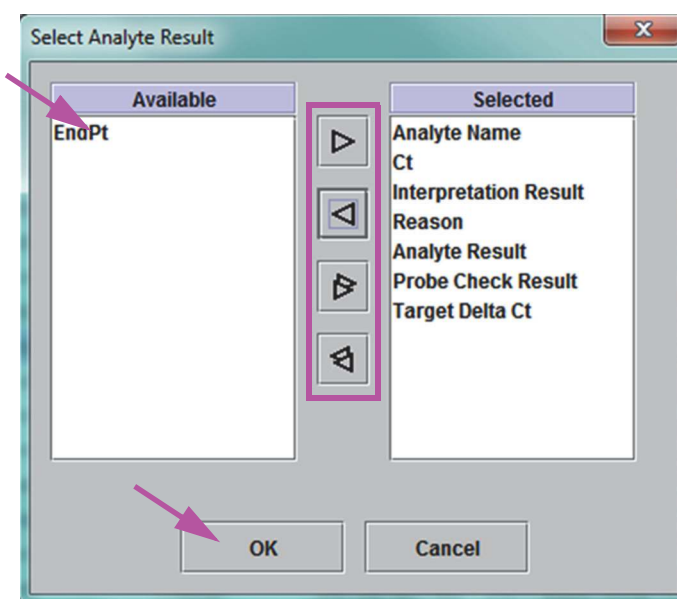 Select Analyte Result
Available
EndPt
Selected
Analyte Name
Ct
Interpretation Result
Reason
Analyte Result
Probe Check Result
Target Delta Ct
OK
Cancel